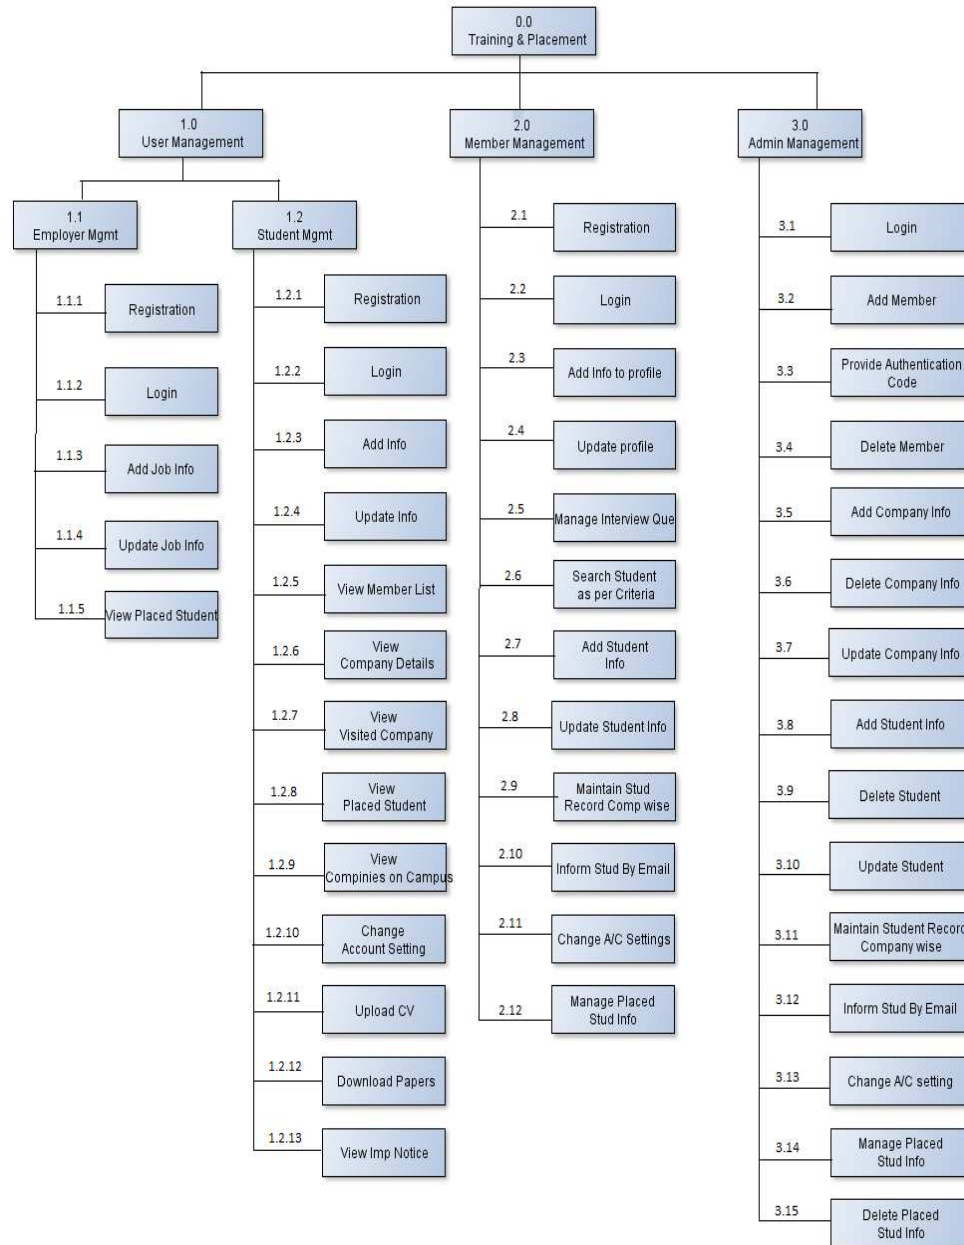 0.0
Training & Placement
1.0
User Management
2.0
Member Management
3.0
Admin Management
1.1
Employer Mgmt
1.2
Student Mgmt
1.1.1
Registration
1.1.2
Login
1.1.3
Add Job Info
1.1.4
Update Job Info
1.1.5
View Placed Student
1.2.1
Registration
1.2.2
Login
1.2.3
Add Info
1.2.4
Update Info
1.2.5
View Member List
1.2.6
View
Company Details
1.2.7
View
Visited Company
1.2.8
View
Placed Student
1.2.9
View
Compinies on Campus
1.2.10
Change
Account Setting
1.2.11
Upload CV
1.2.12
Download Papers
1.2.13
View Imp Notice
2.1
Registration
2.2
Login
2.3
Add Info to profile
2.4
Update profile
2.5
Manage Interview Que
2.6
Search Student
as per Criteria
2.7
Add Student
Info
2.8
Update Student Info
2.9
Maintain Stud
Record Comp wise
2.10
Inform Stud By Email
2.11
Change A/C Settings
2.12
Manage Placed
Stud Info
3.1
Login
3.2
Add Member
3.3
Provide Authentication
Code
3.4
Delete Member
3.5
Add Company Info
3.6
Delete Company Info
3.7
Update Company Info
3.8
Add Student Info
3.9
Delete Student
3.10
Update Student
3.11
Maintain Student Record
Company wise
3.12
Inform Stud By Email
3.13
Change A/C setting
3.14
Manage Placed
Stud Info
3.15
Delete Placed
Stud Info